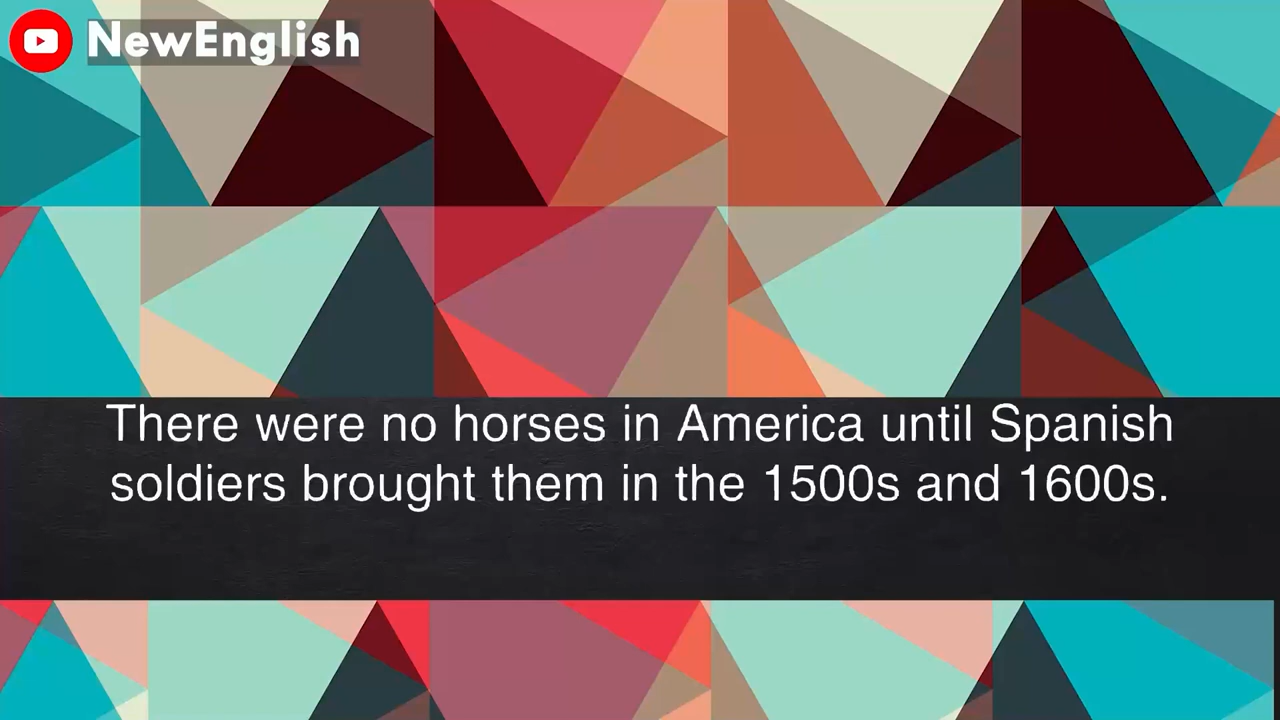 NewEnglish
There were no horses in America until Spanish
soldiers brought them in the 1500s and 1600s.